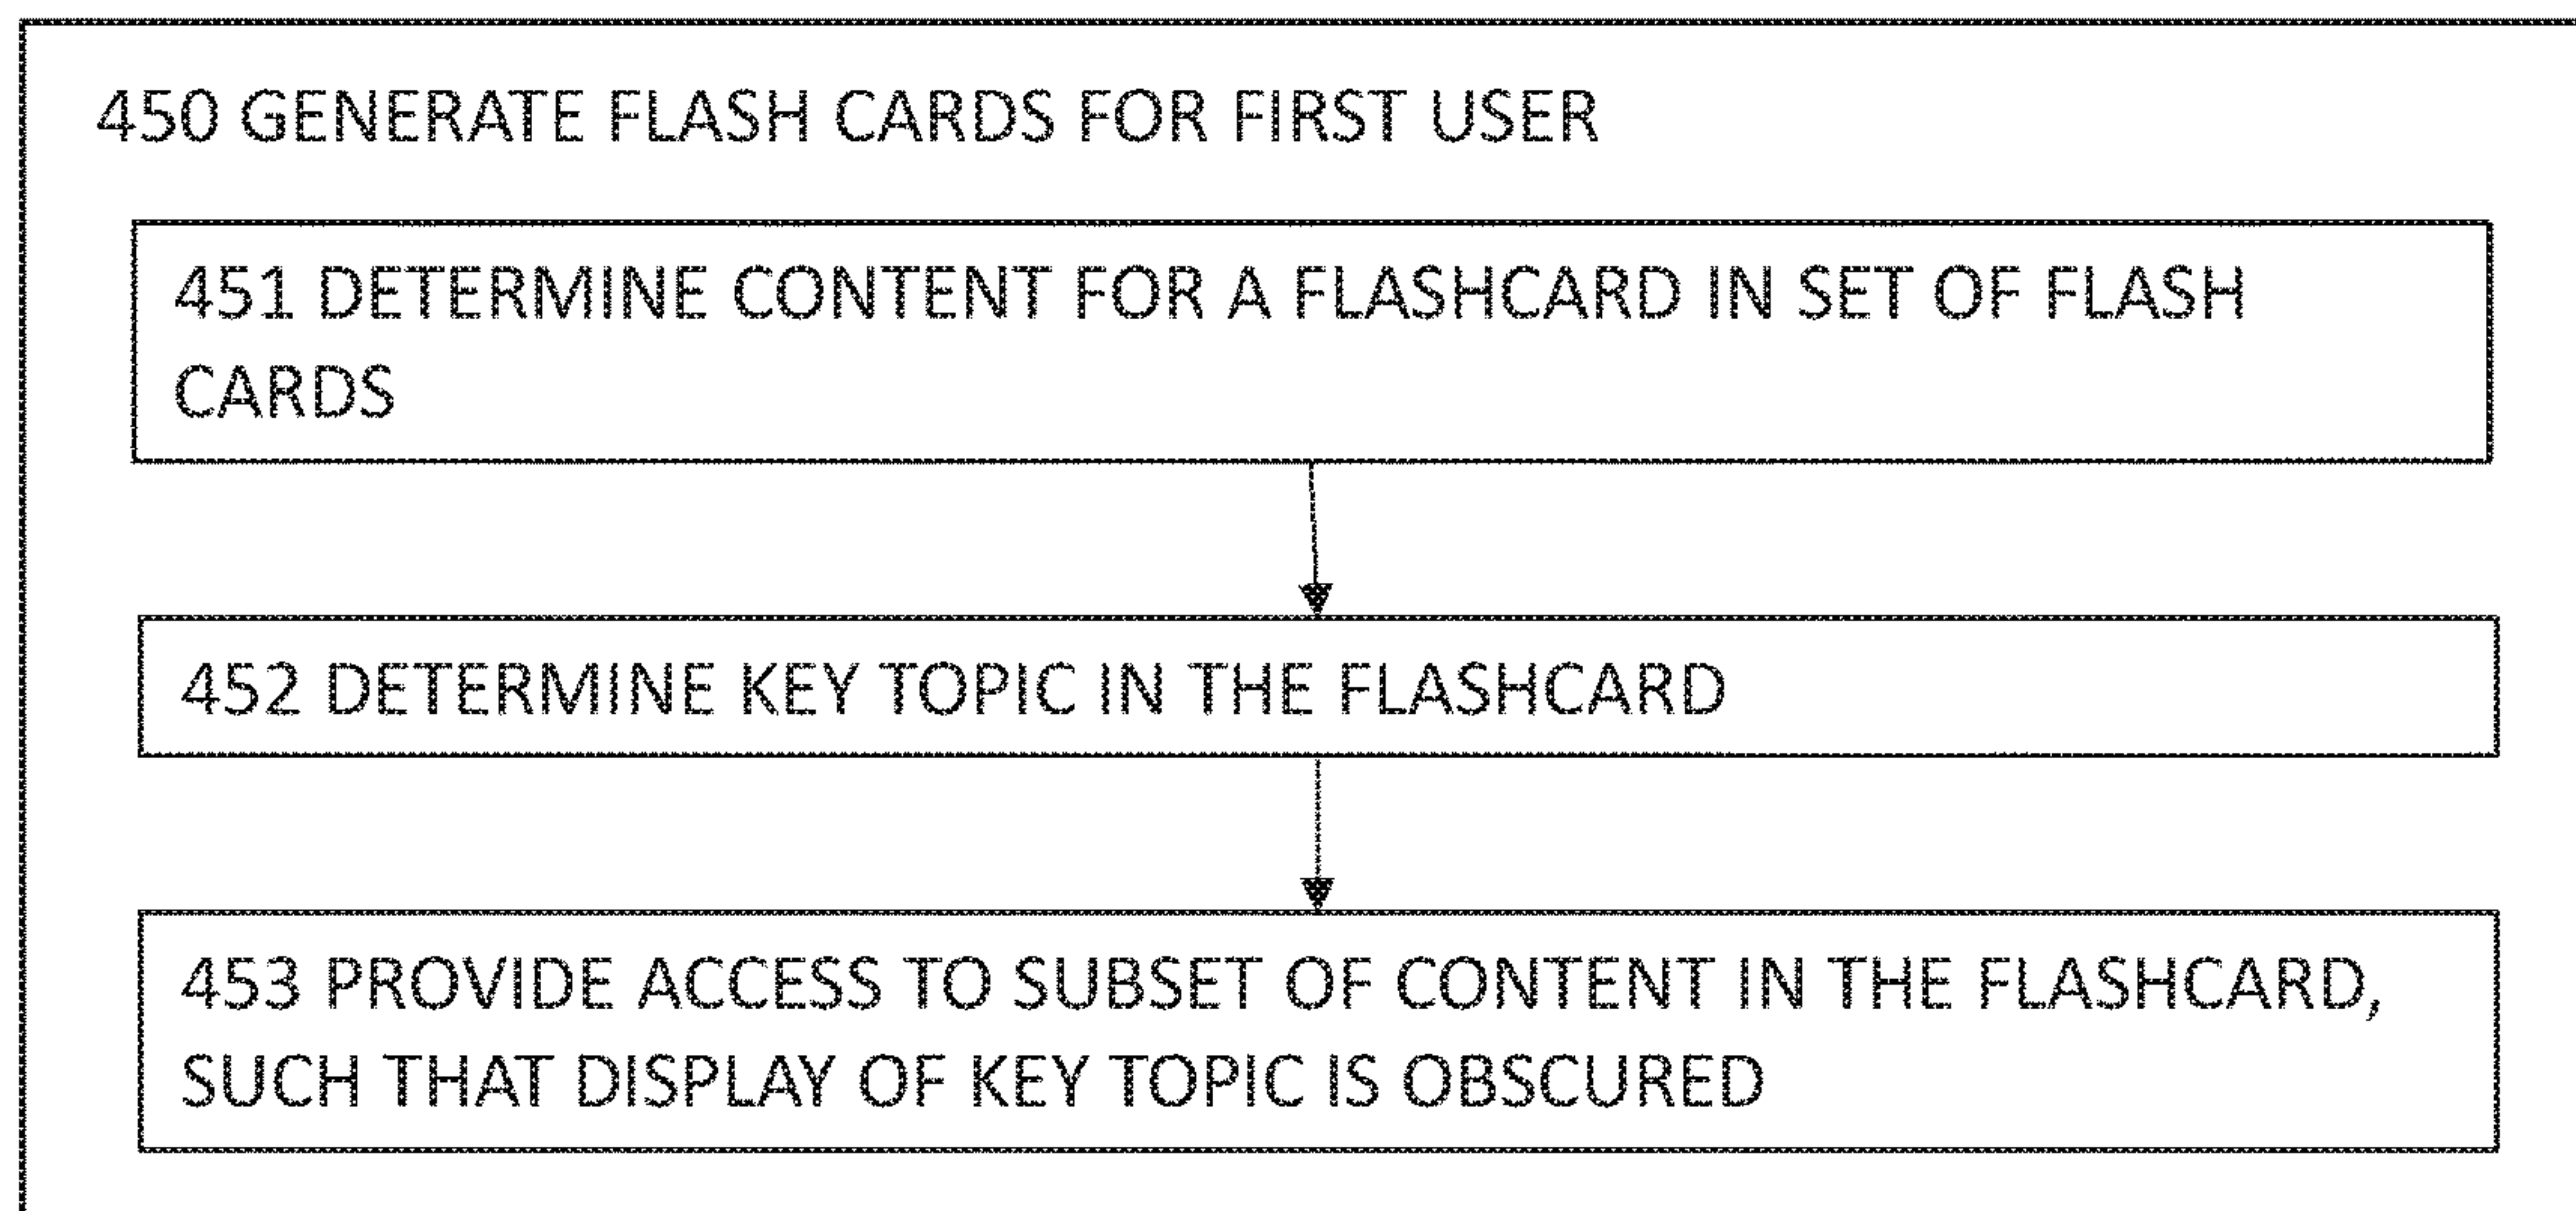 450 GENERATE FLASH CARDS FOR FIRST USER
451 DETERMINE CONTENT FOR A FLASHCARD IN SET OF FLASH
CARDS
452 DETERMINE KEY TOPIC IN THE FLASHCARD
453 PROVIDE ACCESS TO SUBSET OF CONTENT IN THE FLASHCARD,
SUCH THAT DISPLAY OF KEY TOPIC IS OBSCURED